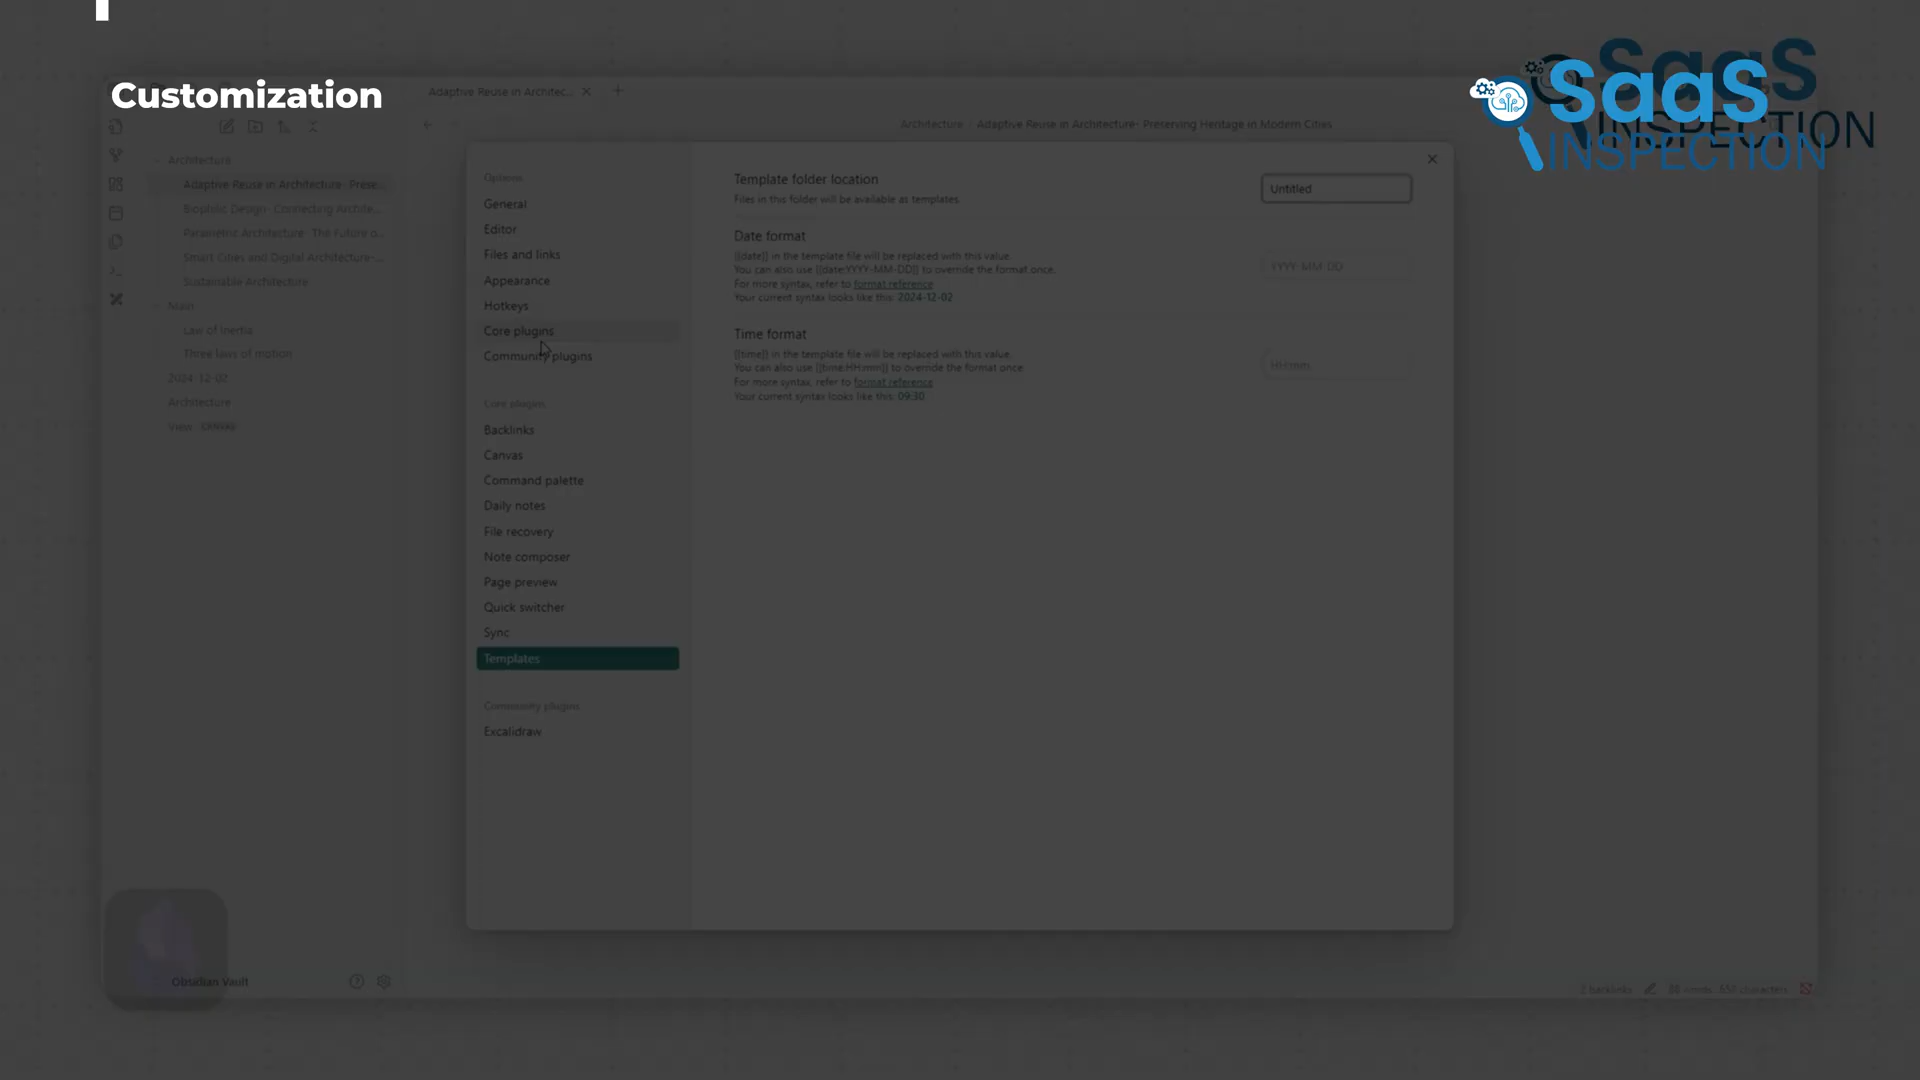 Customization
SaaS
INSPECTION
SaaS
INSPECTION
Adaptive Reuse in Architec...
Architecture / Adaptive Reuse in Architecture- Preserving Heritage in Modern Cities
Architecture
Adaptive Reuse in Architecture- Prese...
Biophilic Design- Connecting Archite...
Parametric Architecture- The Future o...
Smart Cities and Digital Architecture-...
Sustainable Architecture
Main
Law of Inertia
Three laws of motion
2024-12-02
Architecture
View CANVAS
Obsidian Vault
Options
General
Editor
Files and links
Appearance
Hotkeys
Core plugins
Community plugins
Core plugins
Backlinks
Canvas
Command palette
Daily notes
File recovery
Note composer
Page preview
Quick switcher
Sync
Templates
Community plugins
Excalidraw
Template folder location
Files in this folder will be available as templates.
Untitled
Date format
{{date}} in the template file will be replaced with this value.
You can also use {{date:YYYY-MM-DD}} to override the format once.
For more syntax, refer to format reference
Your current syntax looks like this: 2024-12-02
YYYY-MM-DD
Time format
{{time}} in the template file will be replaced with this value.
You can also use {{time:HH:mm}} to override the format once.
For more syntax, refer to format reference
Your current syntax looks like this: 09:30
HH:mm
2 backlinks
words
characters